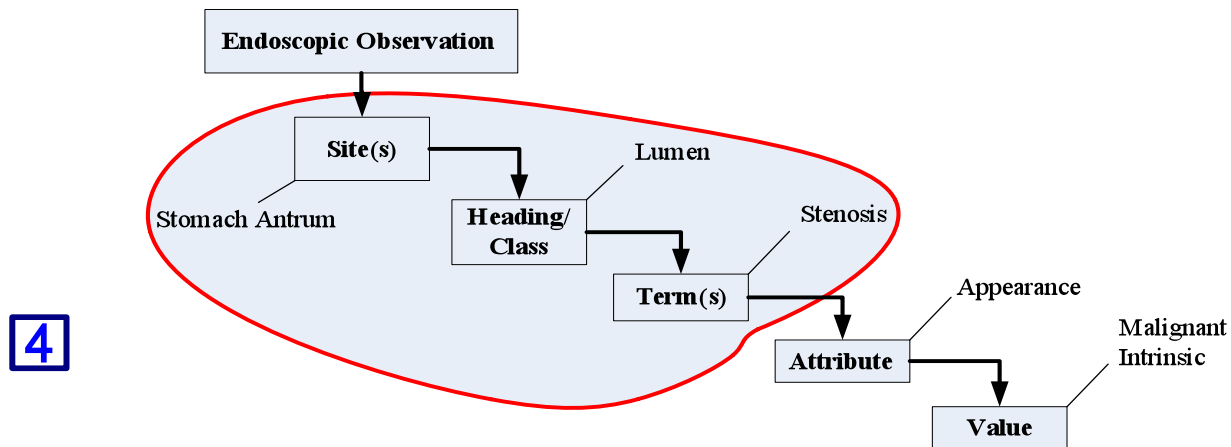 Endoscopic Observation
Site(s)
Lumen
Stomach Antrum
Heading/
Class
Stenosis
Term(s)
Appearance
4
Attribute
Malignant
Intrinsic
Value